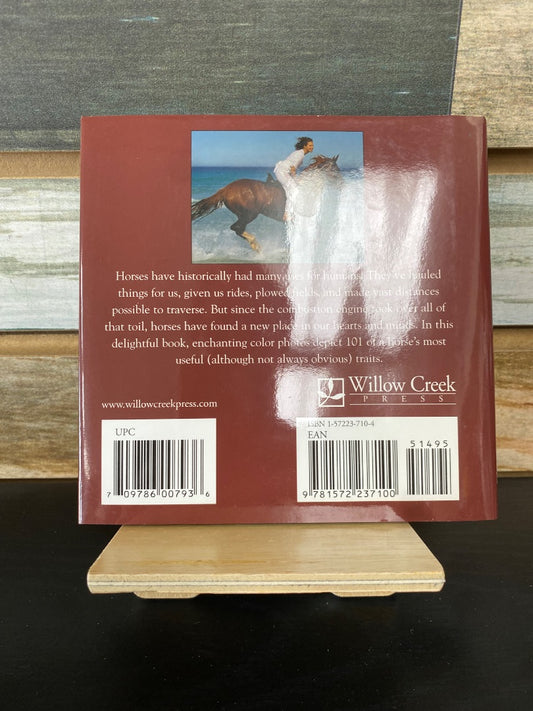 Horses have historically had many uses for humans. They've hauled
things for us, given us rides, plowed fields, and made vast distances
possible to traverse. But since the combustion engine took over all of
that toil, horses have found a new place in our hearts and minds. In this
delightful book, enchanting color photos depict 101 of a horse's most
useful (although not always obvious) traits.
Willow Creek
PRESS
www.willowcreekpress.com
ISBN 1-57223-710-4
UPC
EAN
51495
7 09786 00793 6
9 781572 237100